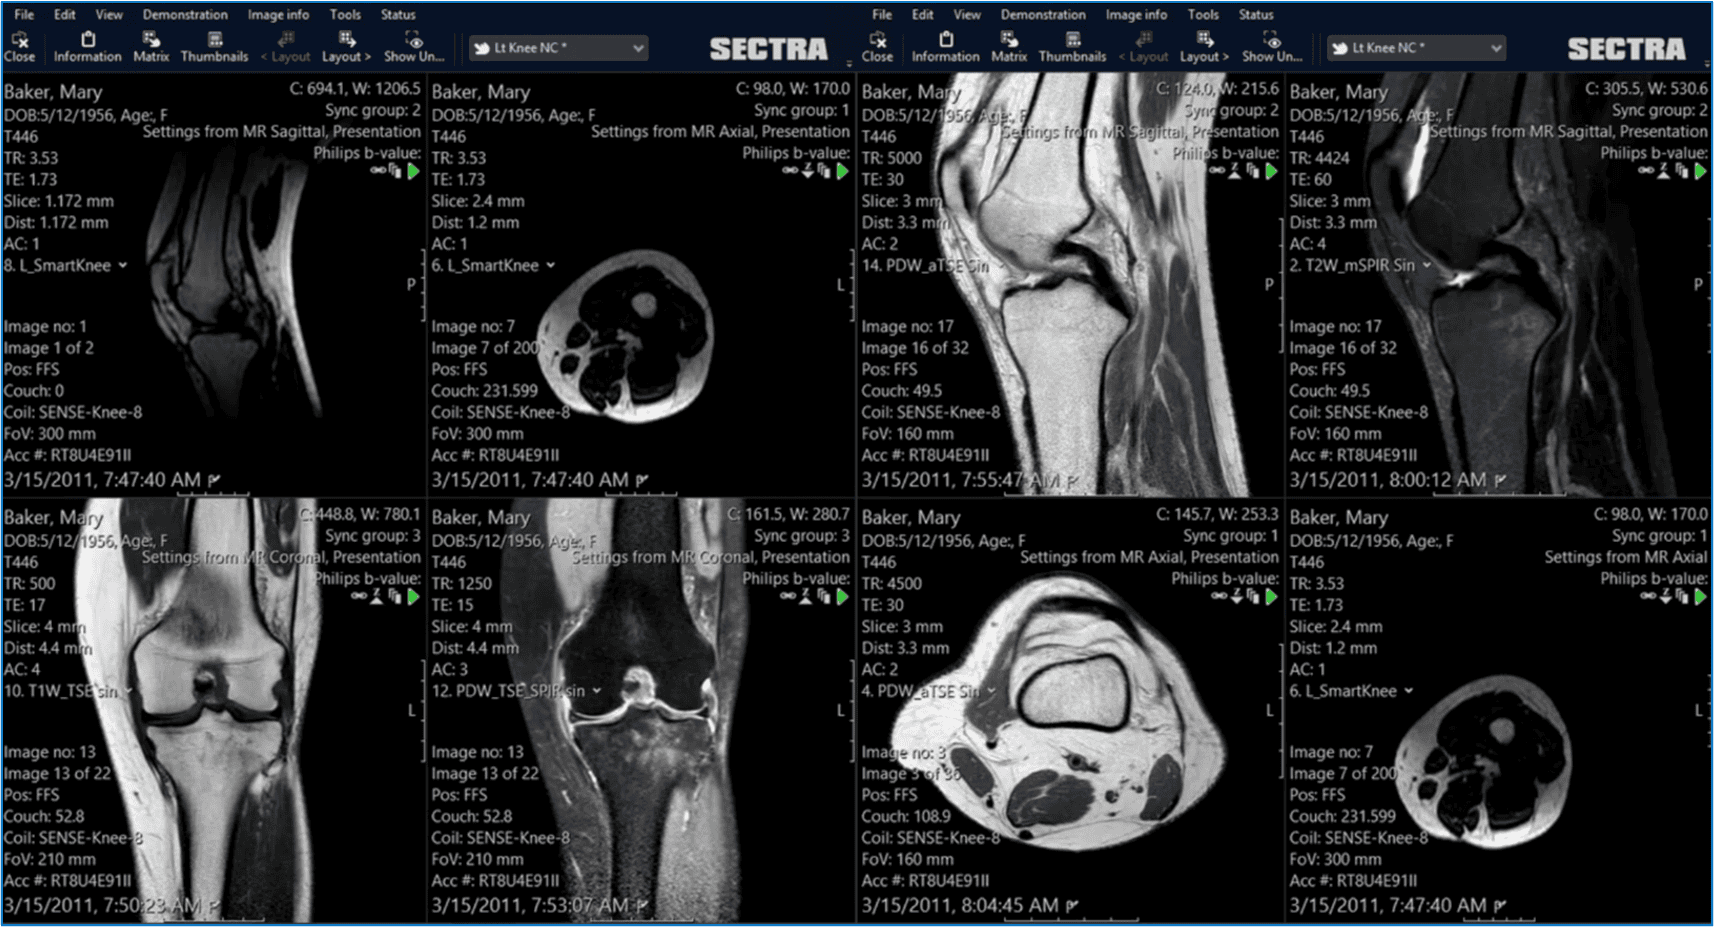 File Edit View Demonstration Image info Tools Status
Close Information Matrix Thumbnails < Layout Layout > Show Un... Lt Knee NC * SECTRA
File Edit View Demonstration Image info Tools Status
Close Information Matrix Thumbnails < Layout Layout > Show Un... Lt Knee NC * SECTRA
Baker, Mary
DOB:5/12/1956, Age:, F
T446
TR: 3.53
TE: 1.73
Slice: 1.172 mm
Dist: 1.172 mm
AC: 1
8. L_SmartKnee
C: 694.1, W: 1206.5
Sync group: 2
Settings from MR Sagittal, Presentation
Philips b-value:
P
Image no: 1
Image 1 of 2
Pos: FFS
Couch: 0
Coil: SENSE-Knee-8
FoV: 300 mm
Acc #: RT8U4E91II
3/15/2011, 7:47:40 AM
Baker, Mary
DOB:5/12/1956, Age:, F
T446
TR: 3.53
TE: 1.73
Slice: 2.4 mm
Dist: 1.2 mm
AC: 1
6. L_SmartKnee
C: 98.0, W: 170.0
Sync group: 1
Settings from MR Axial, Presentation
Philips b-value:
L
Image no: 7
Image 7 of 200
Pos: FFS
Couch: 231.599
Coil: SENSE-Knee-8
FoV: 300 mm
Acc #: RT8U4E91II
3/15/2011, 7:47:40 AM
Baker, Mary
DOB:5/12/1956, Age:, F
T446
TR: 5000
TE: 30
Slice: 3 mm
Dist: 3.3 mm
AC: 2
14. PDW_aTSE Sin
C: 124.0, W: 215.6
Sync group: 2
Settings from MR Sagittal, Presentation
Philips b-value:
P
Image no: 17
Image 16 of 32
Pos: FFS
Couch: 49.5
Coil: SENSE-Knee-8
FoV: 160 mm
Acc #: RT8U4E91II
3/15/2011, 7:55:47 AM
Baker, Mary
DOB:5/12/1956, Age:, F
T446
TR: 4424
TE: 60
Slice: 3 mm
Dist: 3.3 mm
AC: 4
2. T2W_mSPIR Sin
C: 305.5, W: 530.6
Sync group: 2
Settings from MR Sagittal, Presentation
Philips b-value:
P
Image no: 17
Image 16 of 32
Pos: FFS
Couch: 49.5
Coil: SENSE-Knee-8
FoV: 160 mm
Acc #: RT8U4E91II
3/15/2011, 8:00:12 AM
Baker, Mary
DOB:5/12/1956, Age:, F
T446
TR: 500
TE: 17
Slice: 4 mm
Dist: 4.4 mm
AC: 4
10. T1W_TSE sin
C: 448.8, W: 780.1
Sync group: 3
Settings from MR Coronal, Presentation
Philips b-value:
L
Image no: 13
Image 13 of 22
Pos: FFS
Couch: 52.8
Coil: SENSE-Knee-8
FoV: 210 mm
Acc #: RT8U4E91II
3/15/2011, 7:50:23 AM
Baker, Mary
DOB:5/12/1956, Age:, F
T446
TR: 1250
TE: 15
Slice: 4 mm
Dist: 4.4 mm
AC: 3
12. PDW_TSE_SPIR sin
C: 161.5, W: 280.7
Sync group: 3
Settings from MR Coronal, Presentation
Philips b-value:
L
Image no: 13
Image 13 of 22
Pos: FFS
Couch: 52.8
Coil: SENSE-Knee-8
FoV: 210 mm
Acc #: RT8U4E91II
3/15/2011, 7:53:07 AM
Baker, Mary
DOB:5/12/1956, Age:, F
T446
TR: 4500
TE: 30
Slice: 3 mm
Dist: 3.3 mm
AC: 2
4. PDW_aTSE Sin
C: 145.7, W: 253.3
Sync group: 1
Settings from MR Axial, Presentation
Philips b-value:
L
Image no: 3
Image 3 of 36
Pos: FFS
Couch: 108.9
Coil: SENSE-Knee-8
FoV: 160 mm
Acc #: RT8U4E91II
3/15/2011, 8:04:45 AM
Baker, Mary
DOB:5/12/1956, Age:, F
T446
TR: 3.53
TE: 1.73
Slice: 2.4 mm
Dist: 1.2 mm
AC: 1
6. L_SmartKnee
C: 98.0, W: 170.0
Sync group: 1
Settings from MR Axial
Philips b-value:
L
Image no: 7
Image 7 of 200
Pos: FFS
Couch: 231.599
Coil: SENSE-Knee-8
FoV: 300 mm
Acc #: RT8U4E91II
3/15/2011, 7:47:40 AM